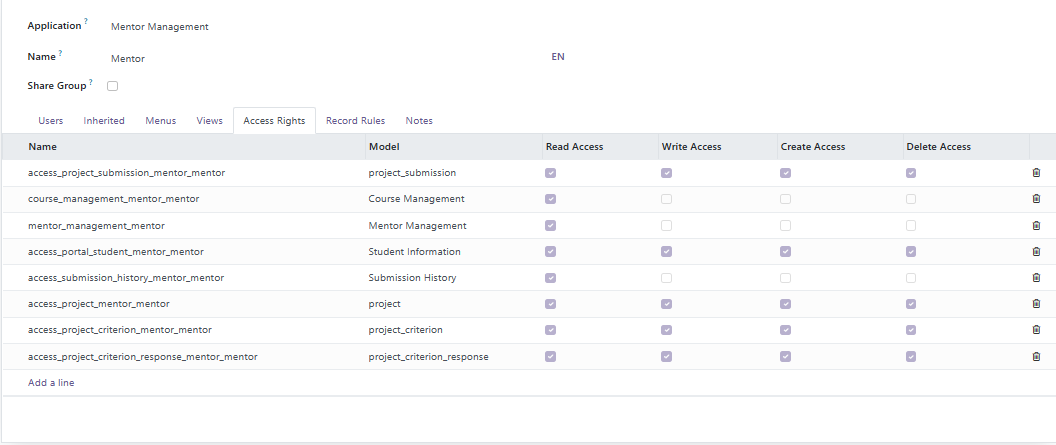 Application ? Mentor Management
Name ? Mentor EN
Share Group ?
Users Inherited Menus Views Access Rights Record Rules Notes
Name Model Read Access Write Access Create Access Delete Access
access_project_submission_mentor_mentor project_submission
course_management_mentor_mentor Course Management
mentor_management_mentor Mentor Management
access_portal_student_mentor_mentor Student Information
access_submission_history_mentor_mentor Submission History
access_project_mentor_mentor project
access_project_criterion_mentor_mentor project_criterion
access_project_criterion_response_mentor_mentor project_criterion_response
Add a line